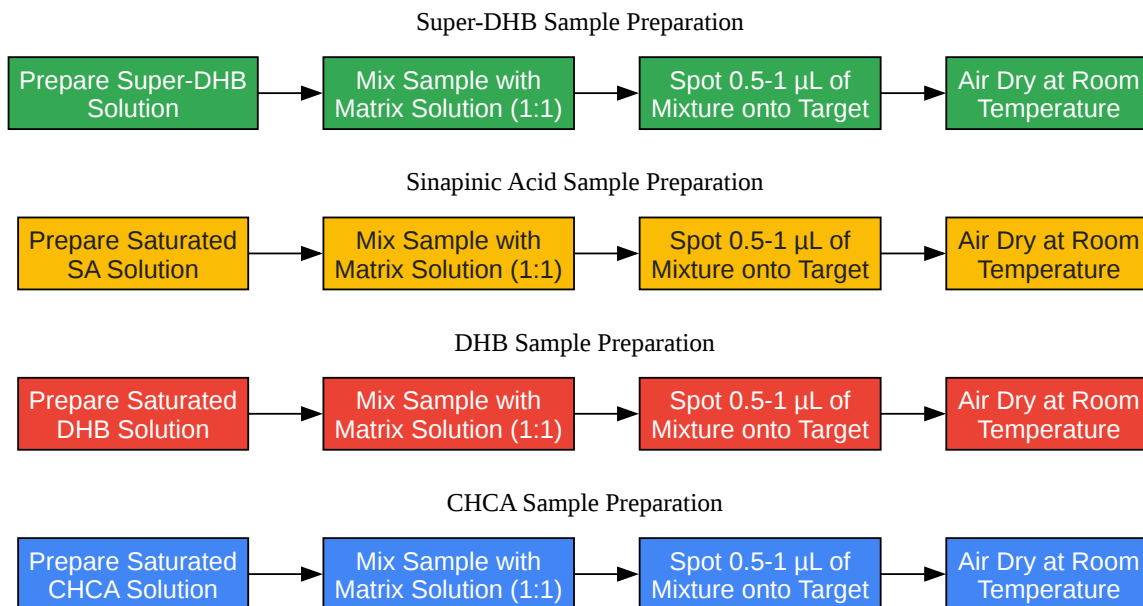 Super-DHB Sample Preparation
Prepare Super-DHB
Solution
Mix Sample with
Matrix Solution (1:1)
Spot 0.5-1 µL of
Mixture onto Target
Air Dry at Room
Temperature
Sinapinic Acid Sample Preparation
Prepare Saturated
SA Solution
Mix Sample with
Matrix Solution (1:1)
Spot 0.5-1 µL of
Mixture onto Target
Air Dry at Room
Temperature
DHB Sample Preparation
Prepare Saturated
DHB Solution
Mix Sample with
Matrix Solution (1:1)
Spot 0.5-1 µL of
Mixture onto Target
Air Dry at Room
Temperature
CHCA Sample Preparation
Prepare Saturated
CHCA Solution
Mix Sample with
Matrix Solution (1:1)
Spot 0.5-1 µL of
Mixture onto Target
Air Dry at Room
Temperature